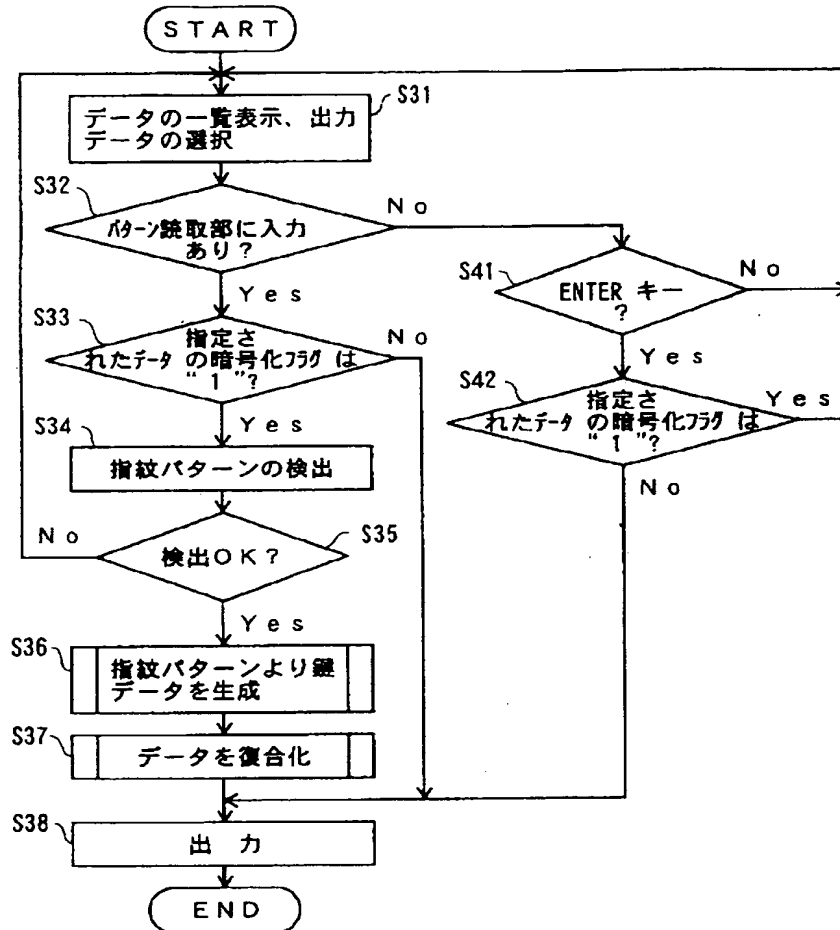 START
S31
データの一覧表示、出力
データの選択
S32
パターン読取部に入力
あり？
No
Yes
S41
ENTER キー
？
No
Yes
S33
指定さ
れたデータ の暗号化フラグは
“１”？
No
Yes
S42
指定さ
れたデータ の暗号化フラグは
“１”？
Yes
No
S34
指紋パターンの検出
S35
検出ＯＫ？
No
Yes
S36
指紋パターンより鍵
データを生成
S37
データを復合化
S38
出 力
END